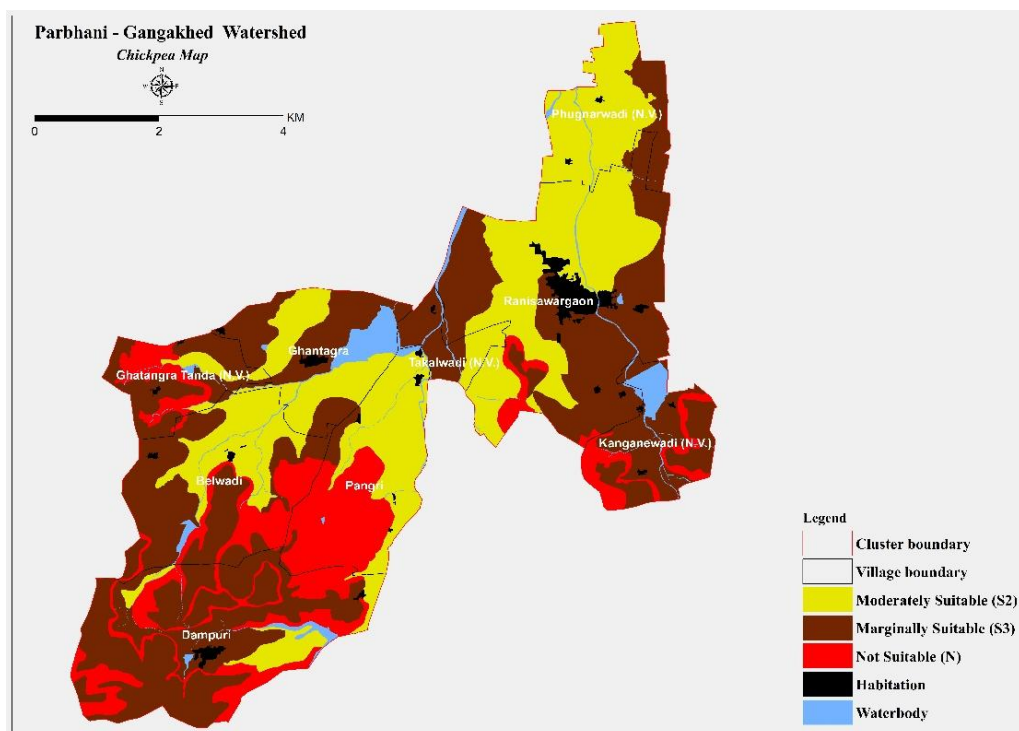 Parbhani - Gangakhed Watershed
Chickpea Map
N
W
E
S
KM
0 2 4
Phugnarwadi (N.V.)
Ranisawargaon
Ghantagra
Takalwadi (N.V.)
Ghatangra Tanda (N.V.)
Kanganewadi (N.V.)
Belwadi
Pangri
Dampuri
Legend
Cluster boundary
Village boundary
Moderately Suitable (S2)
Marginally Suitable (S3)
Not Suitable (N)
Habitation
Waterbody